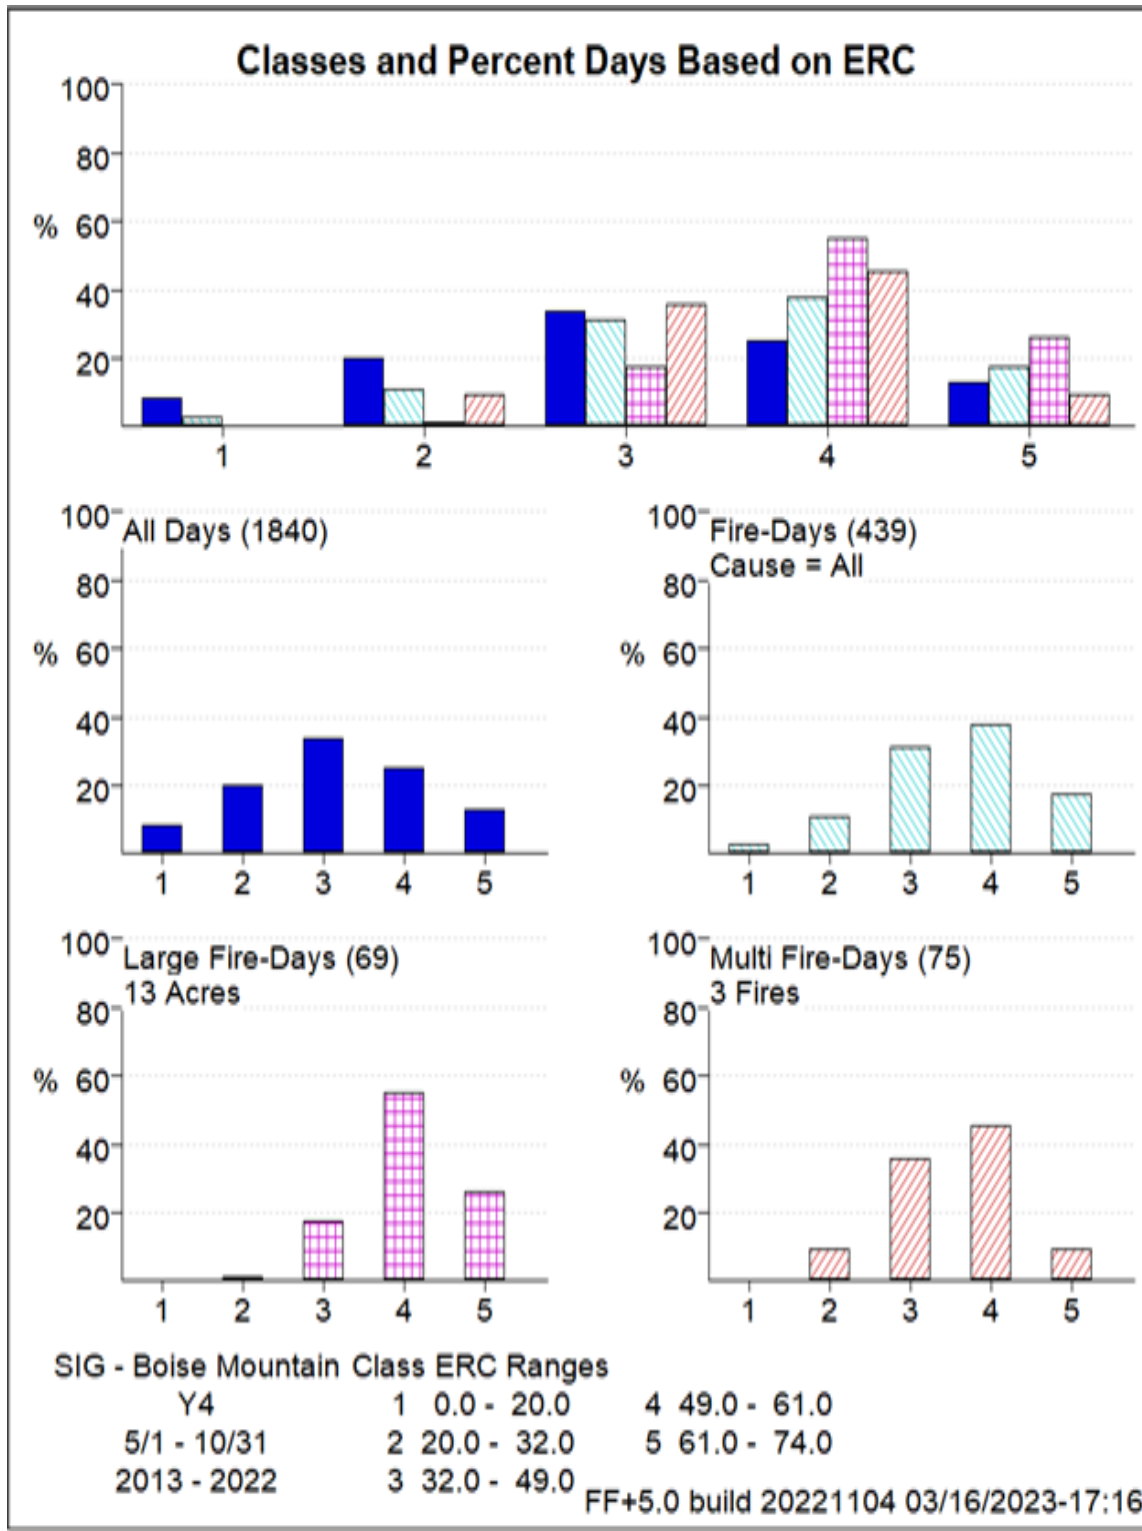 Classes and Percent Days Based on ERC
100
80
% 60
40
20
1 2 3 4 5
100 All Days (1840)
80
% 60
40
20
1 2 3 4 5
100 Fire-Days (439)
Cause = All
80
% 60
40
20
1 2 3 4 5
100 Large Fire-Days (69)
13 Acres
80
% 60
40
20
1 2 3 4 5
100 Multi Fire-Days (75)
3 Fires
80
% 60
40
20
1 2 3 4 5
SIG - Boise Mountain Class ERC Ranges
Y4 1 0.0 - 20.0 4 49.0 - 61.0
5/1 - 10/31 2 20.0 - 32.0 5 61.0 - 74.0
2013 - 2022 3 32.0 - 49.0
FF+5.0 build 20221104 03/16/2023-17:16